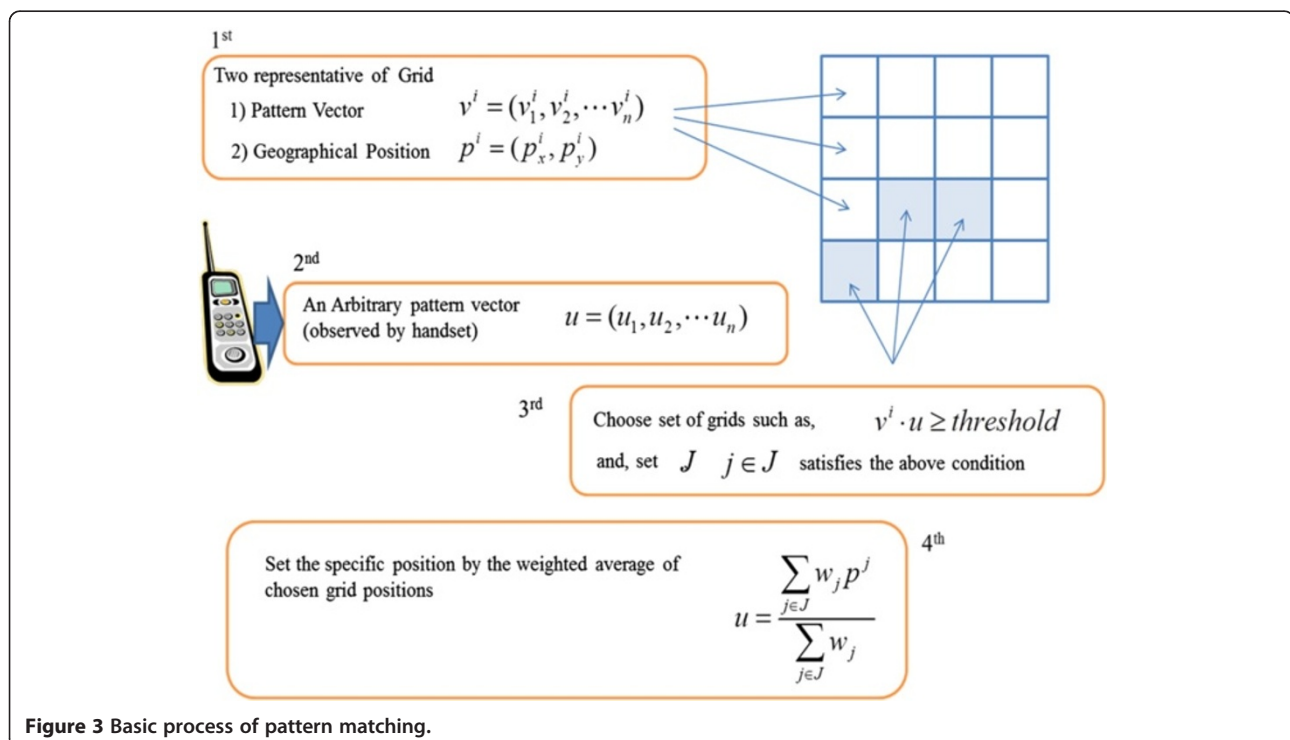 1st
Two representative of Grid
1) Pattern Vector v^i = (v_1^i, v_2^i, ⋯ v_n^i)
2) Geographical Position p^i = (p_x^i, p_y^i)
2nd
An Arbitrary pattern vector
(observed by handset) u = (u_1, u_2, ⋯ u_n)
3rd
Choose set of grids such as, v^i · u ≥ threshold
and, set J j ∈ J satisfies the above condition
4th
Set the specific position by the weighted average of
chosen grid positions
u = \frac{\sum_{j∈J} w_j p^j}{\sum_{j∈J} w_j}
Figure 3 Basic process of pattern matching.